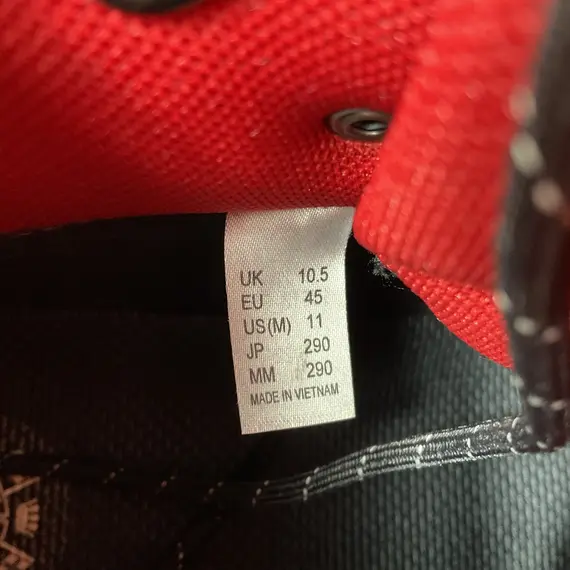 UK 10.5
EU 45
US(M) 11
JP 290
MM 290
MADE IN VIETNAM